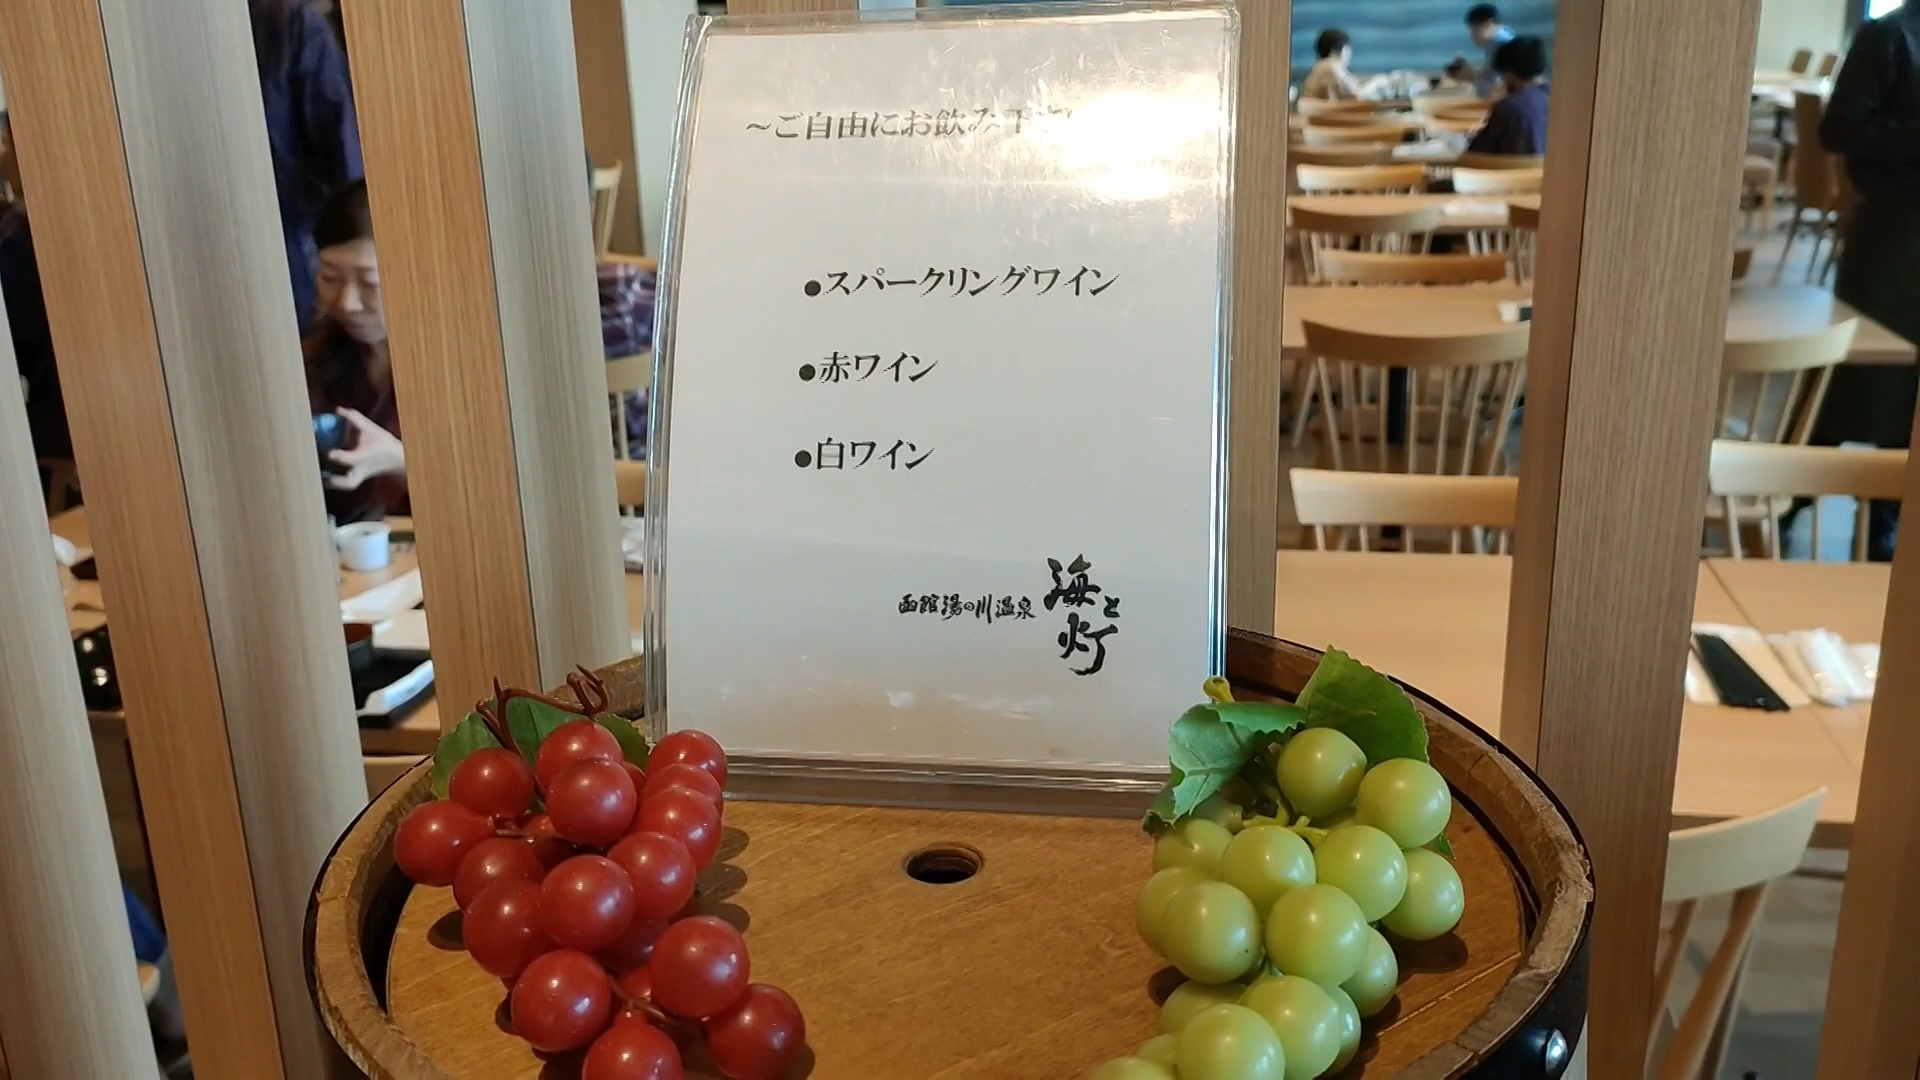 ～ご自由にお飲み下さ
●スパークリングワイン
●赤ワイン
●白ワイン
函館湯の川温泉 海と灯